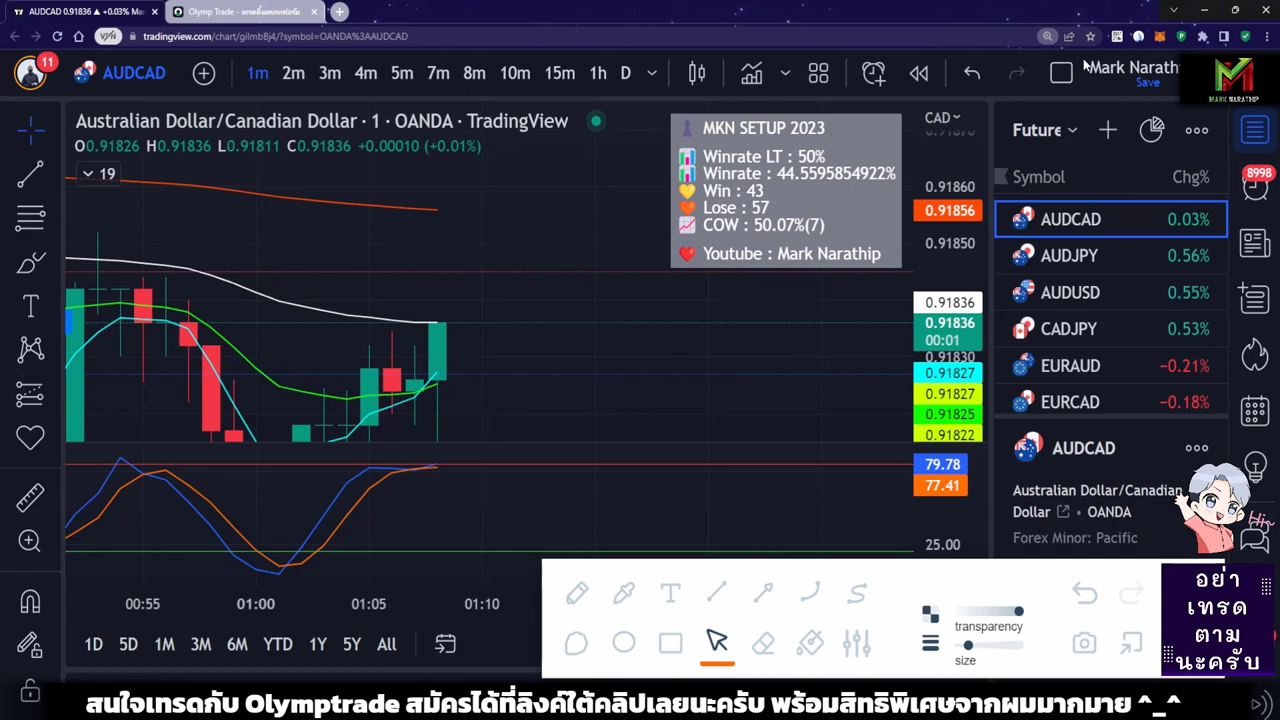 AUDCAD 0.91836 ▲ +0.03% Mar
Olymp Trade -
VPN
tradingview.com/chart/gilmbBj4/?symbol=OANDA%3AAUDCAD
11
AUDCAD
1m 2m 3m 4m 5m 7m 8m 10m 15m 1h D
Mark Narath
Save
MARK NARATHIP
Australian Dollar/Canadian Dollar · 1 · OANDA · TradingView
O0.91826 H0.91836 L0.91811 C0.91836 +0.00010 (+0.01%)
19
MKN SETUP 2023
Winrate LT : 50%
Winrate : 44.5595854922%
Win : 43
Lose : 57
COW : 50.07%(7)
Youtube : Mark Narathip
CAD
0.91870
0.91860
0.91856
0.91850
0.91836
0.91836
00:01
0.91830
0.91827
0.91827
0.91825
0.91822
79.78
77.41
25.00
00:55 01:00 01:05 01:10
1D 5D 1M 3M 6M YTD 1Y 5Y All
Future
Symbol Chg%
8998
AUDCAD 0.03%
AUDJPY 0.56%
AUDUSD 0.55%
CADJPY 0.53%
EURAUD −0.21%
EURCAD −0.18%
AUDCAD
Australian Dollar/Canadian
Dollar • OANDA
Forex Minor: Pacific
Hi~
transparency
size
อย่า
เทรด
ตาม
นะครับ
สนใจเทรดกับ Olymptrade สมัครได้ที่ลิงค์ใต้คลิปเลยนะครับ พร้อมสิทธิพิเศษจากผมมากมาย ^_^